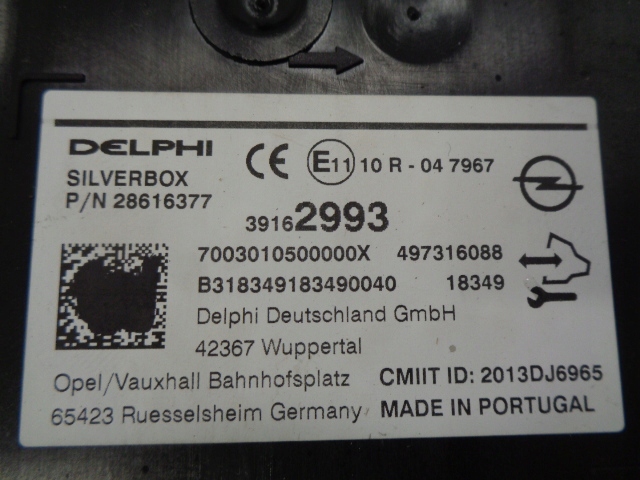 DELPHI
CE E11 10 R - 04 7967
SILVERBOX
P/N 28616377
39162993
7003010500000X 497316088
B318349183490040 18349
Delphi Deutschland GmbH
42367 Wuppertal
Opel/Vauxhall Bahnhofsplatz CMIIT ID: 2013DJ6965
65423 Ruesselsheim Germany MADE IN PORTUGAL